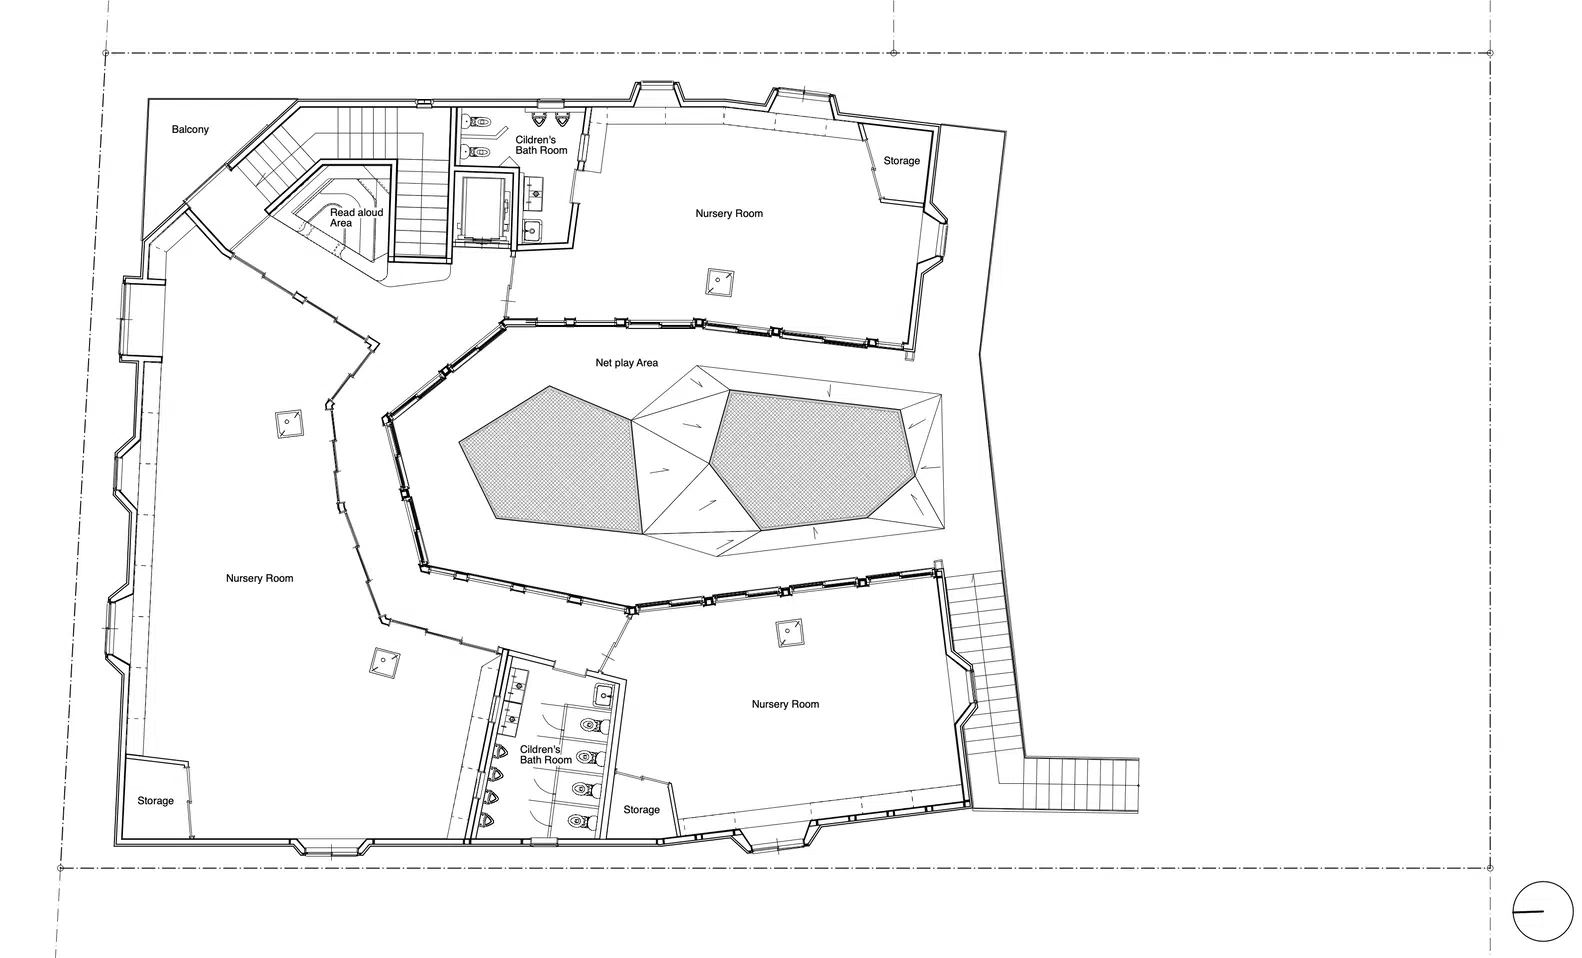 Balcony
Cildren's
Bath Room
Storage
Read aloud
Area
Nursery Room
Net play Area
Nursery Room
Nursery Room
Cildren's
Bath Room
Storage
Storage